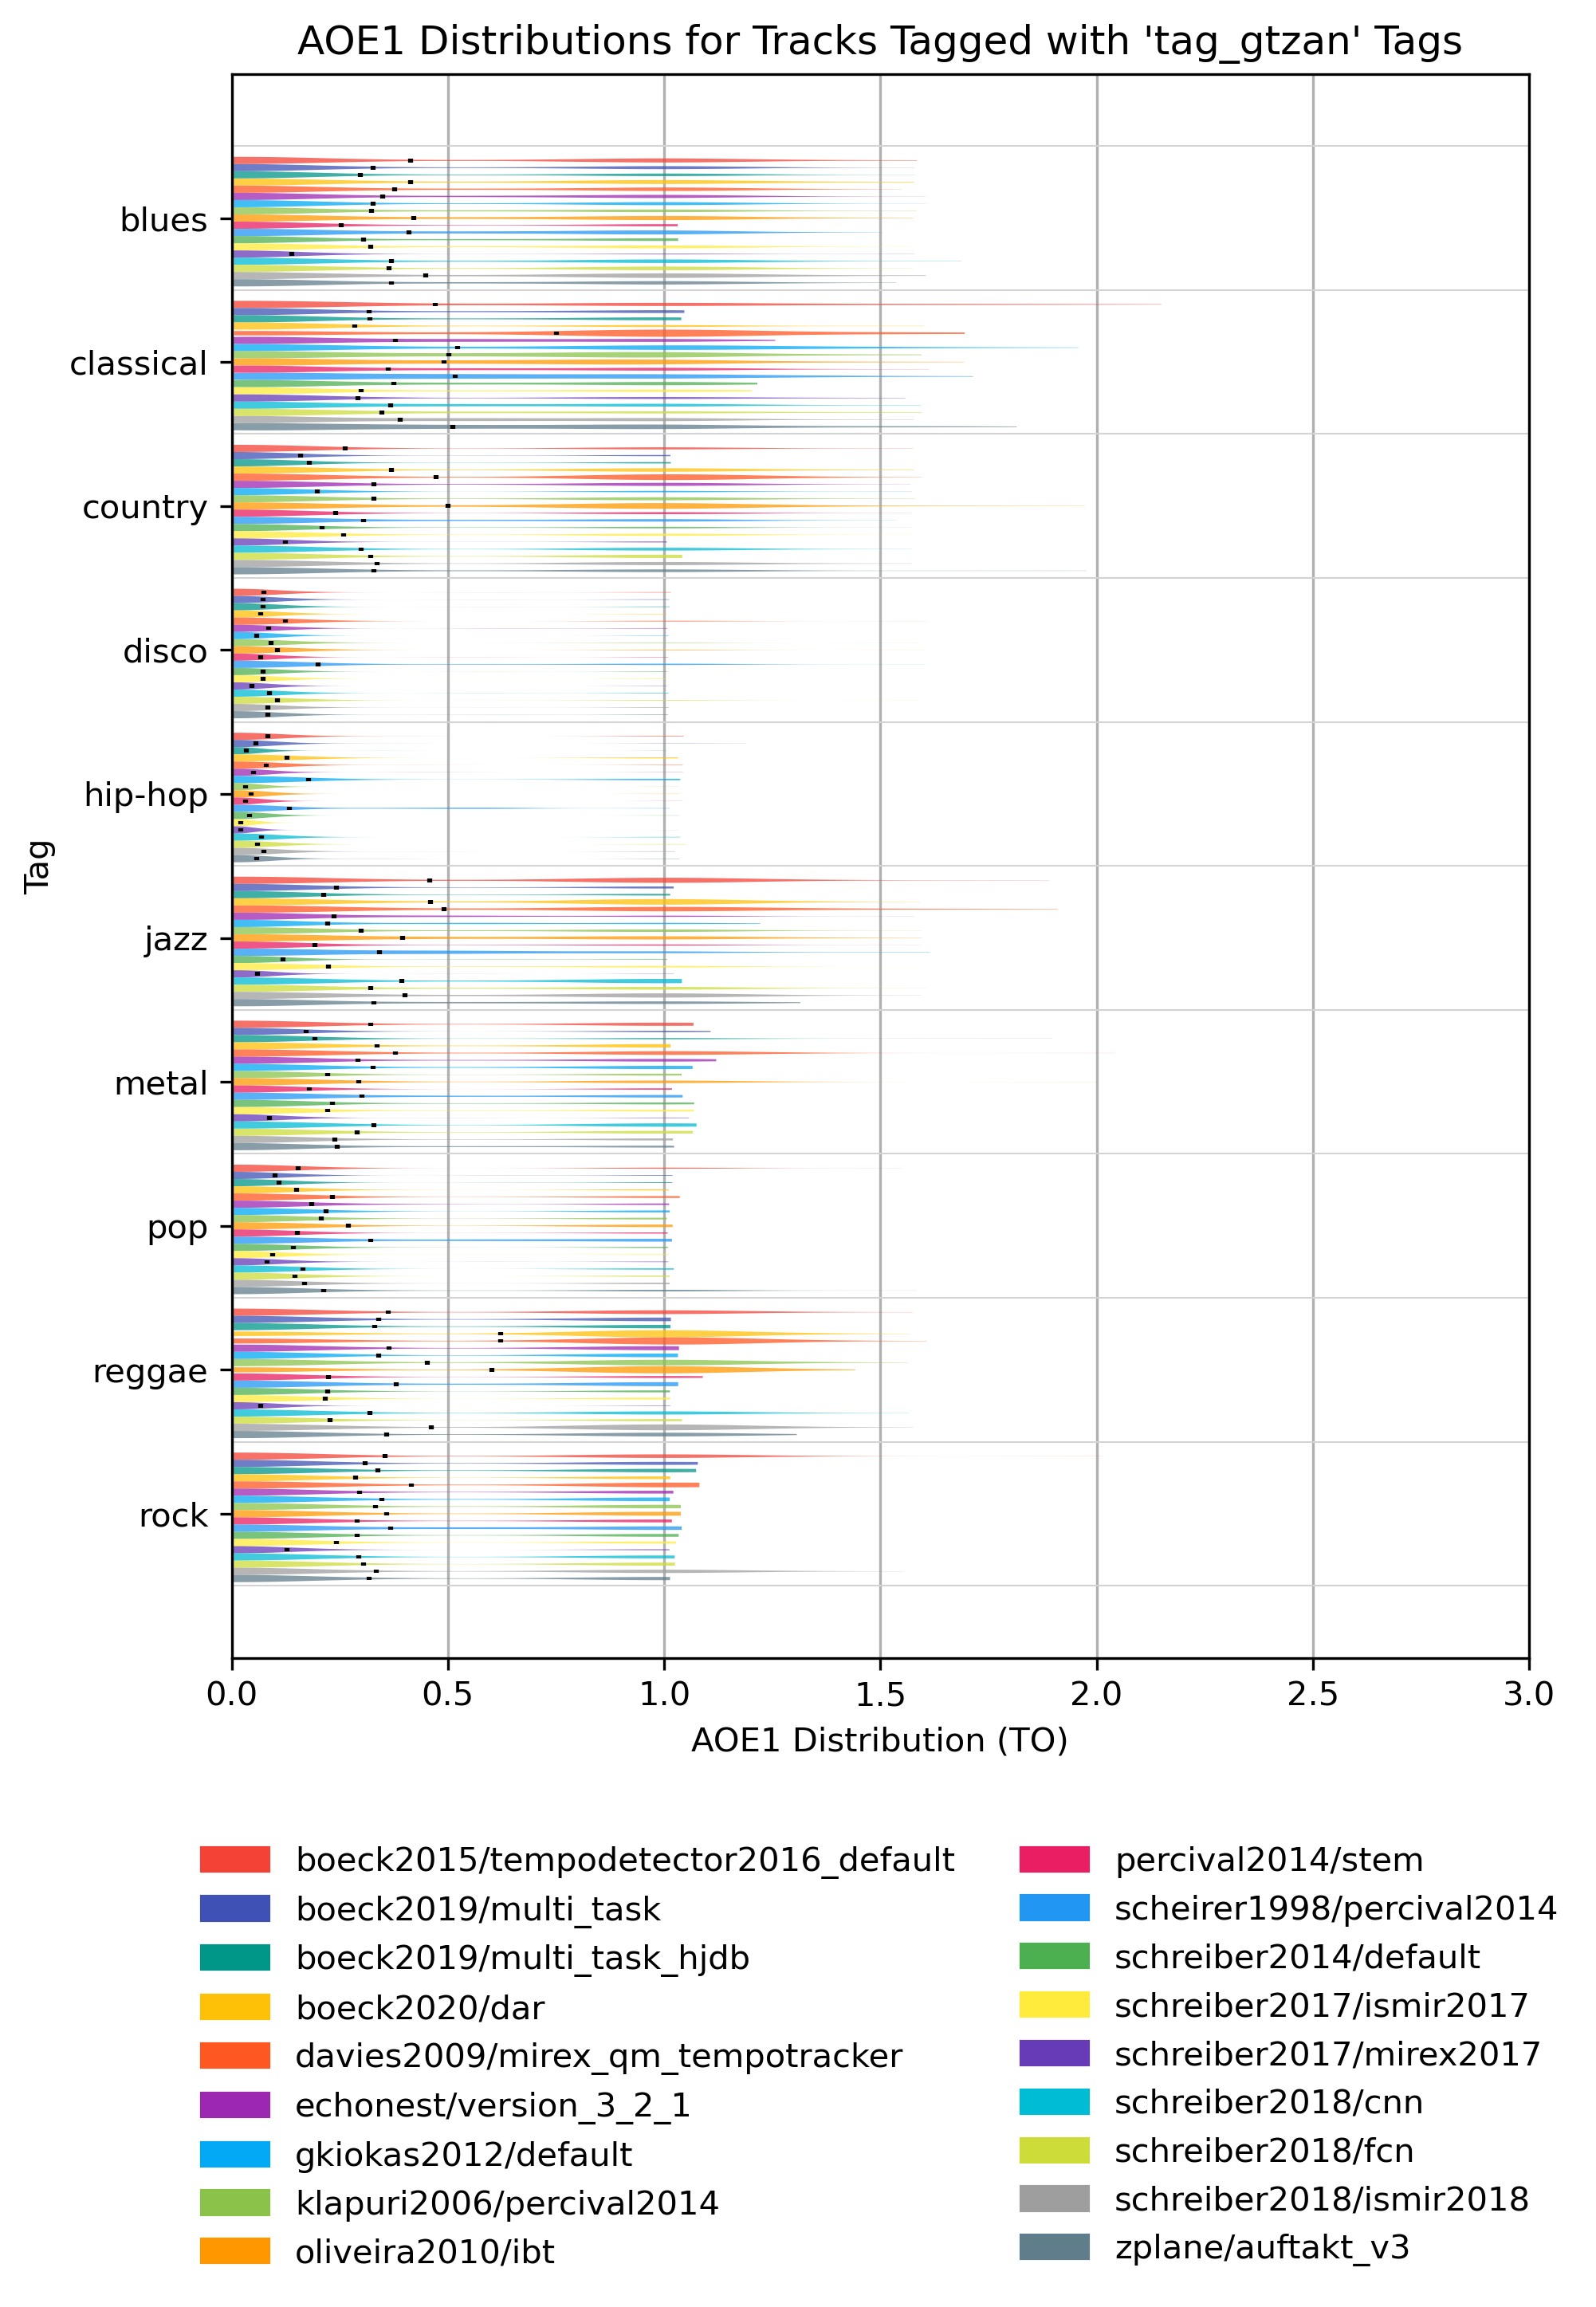 AOE1 Distributions for Tracks Tagged with 'tag_gtzan' Tags
blues
classical
country
disco
hip-hop
jazz
metal
pop
reggae
rock
Tag
0.0 0.5 1.0 1.5 2.0 2.5 3.0
AOE1 Distribution (TO)
boeck2015/tempodetector2016_default
boeck2019/multi_task
boeck2019/multi_task_hjdb
boeck2020/dar
davies2009/mirex_qm_tempotracker
echonest/version_3_2_1
gkiokas2012/default
klapuri2006/percival2014
oliveira2010/ibt
percival2014/stem
scheirer1998/percival2014
schreiber2014/default
schreiber2017/ismir2017
schreiber2017/mirex2017
schreiber2018/cnn
schreiber2018/fcn
schreiber2018/ismir2018
zplane/auftakt_v3